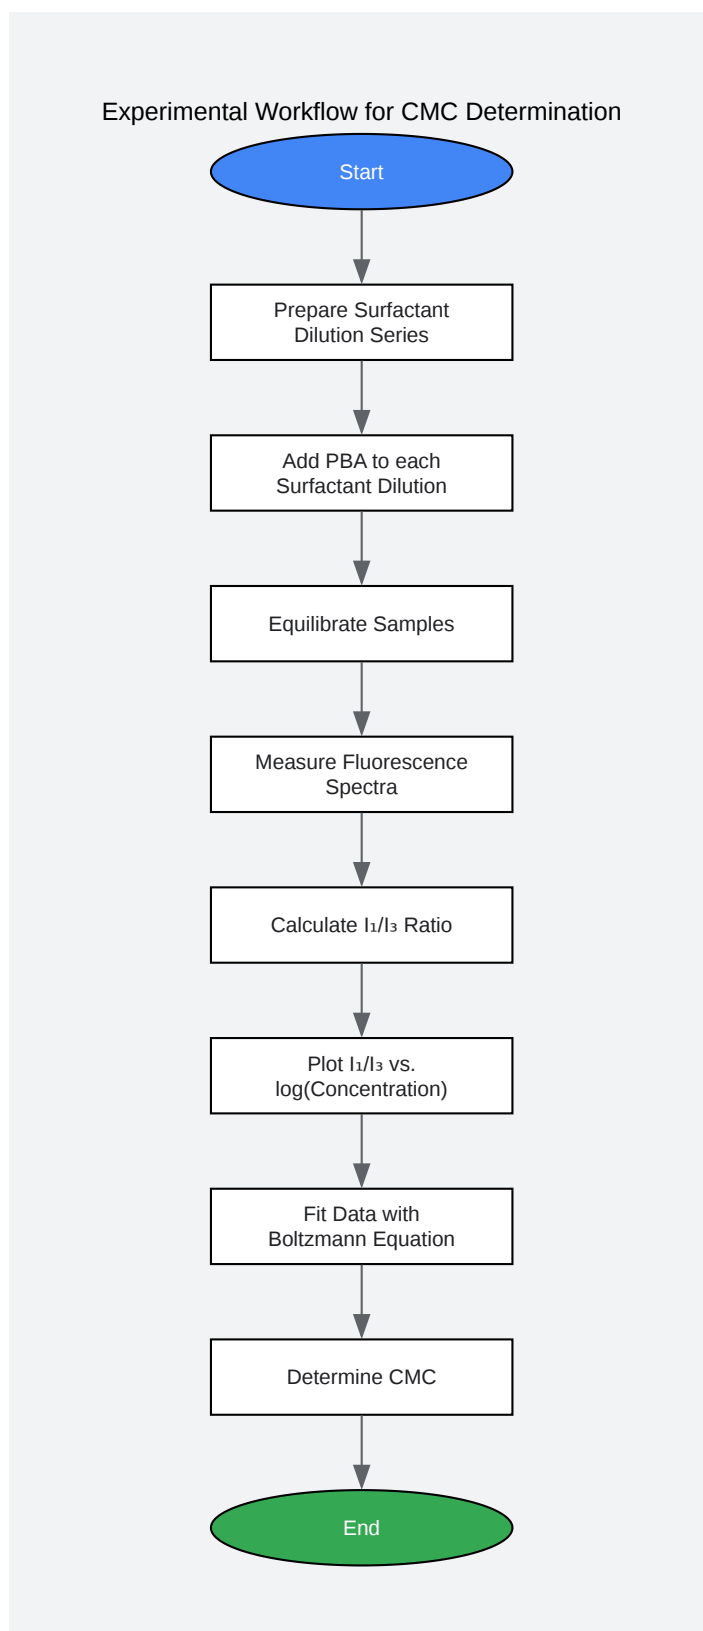 Experimental Workflow for CMC Determination
Start
Prepare Surfactant
Dilution Series
Add PBA to each
Surfactant Dilution
Equilibrate Samples
Measure Fluorescence
Spectra
Calculate I₁/I₃ Ratio
Plot I₁/I₃ vs.
log(Concentration)
Fit Data with
Boltzmann Equation
Determine CMC
End